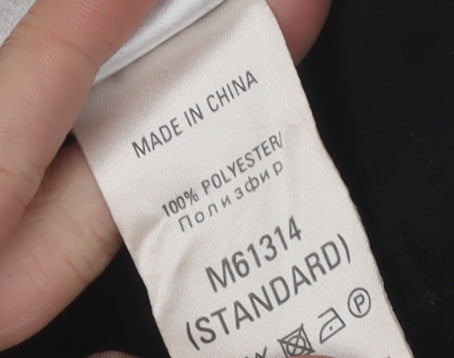 MADE IN CHINA
100% POLYESTER/
Полиэфир
M61314
(STANDARD)
P